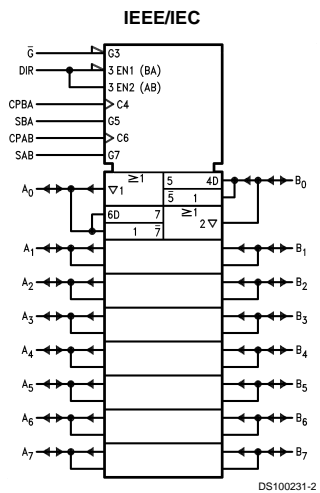 IEEE/IEC
G̅ G3
DIR 3 EN1 (BA)
3 EN2 (AB)
CPBA C4
SBA G5
CPAB C6
SAB G7
A₀ ≥1 5 4D B₀
▽1 5̅ 1
6D 7 ≥1
1 7̅ 2▽
A₁ B₁
A₂ B₂
A₃ B₃
A₄ B₄
A₅ B₅
A₆ B₆
A₇ B₇
DS100231-2